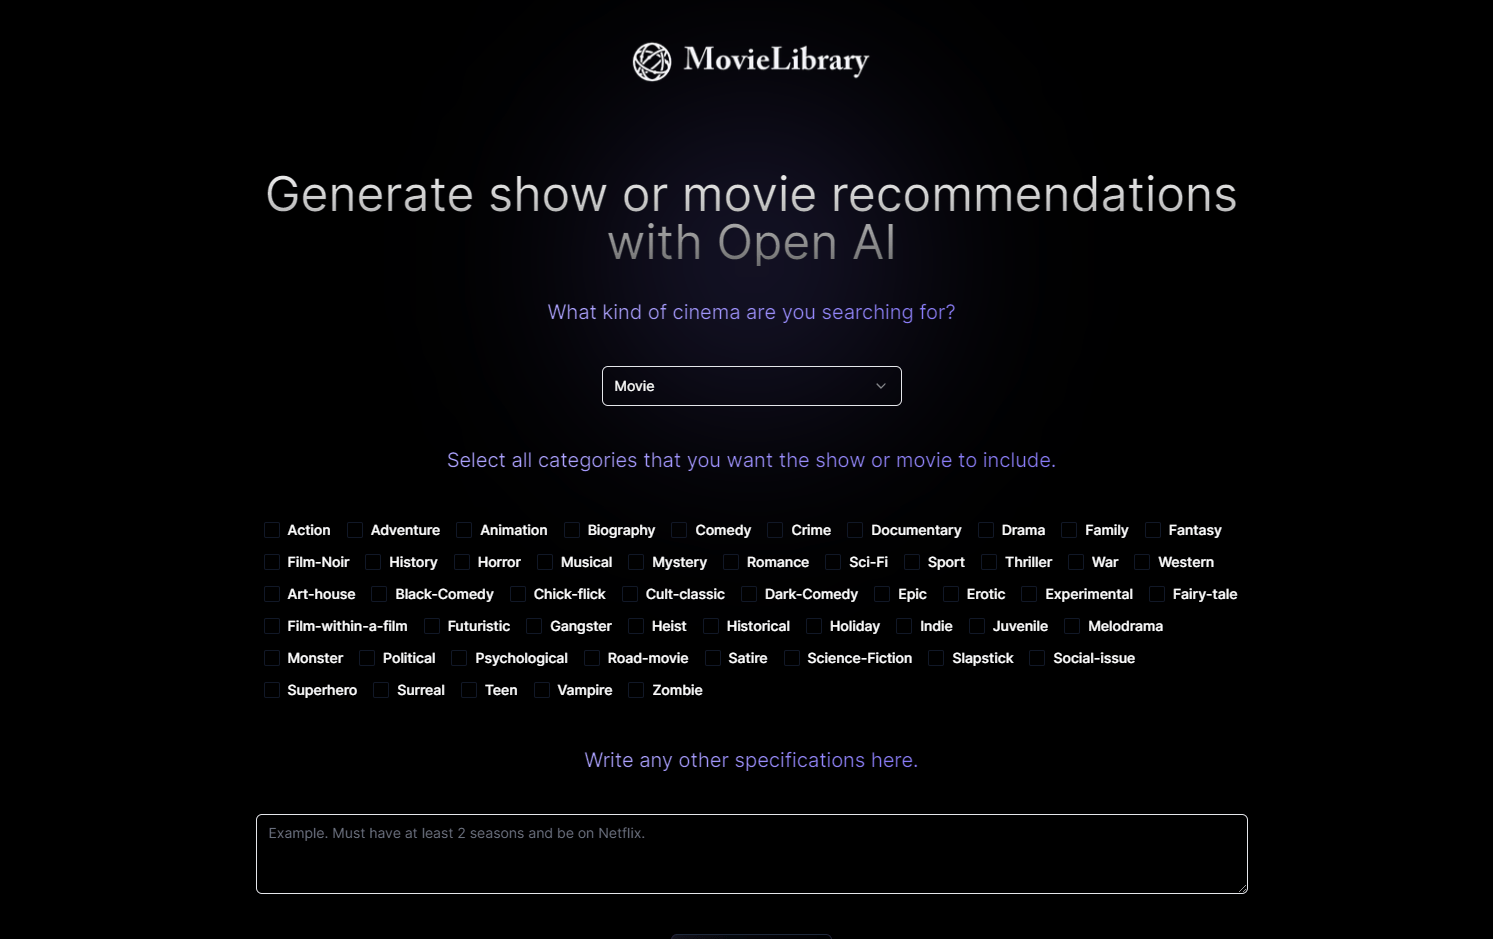 MovieLibrary
Generate show or movie recommendations
with Open AI
What kind of cinema are you searching for?
Movie
Select all categories that you want the show or movie to include.
Action Adventure Animation Biography Comedy Crime Documentary Drama Family Fantasy
Film-Noir History Horror Musical Mystery Romance Sci-Fi Sport Thriller War Western
Art-house Black-Comedy Chick-flick Cult-classic Dark-Comedy Epic Erotic Experimental Fairy-tale
Film-within-a-film Futuristic Gangster Heist Historical Holiday Indie Juvenile Melodrama
Monster Political Psychological Road-movie Satire Science-Fiction Slapstick Social-issue
Superhero Surreal Teen Vampire Zombie
Write any other specifications here.
Example. Must have at least 2 seasons and be on Netflix.